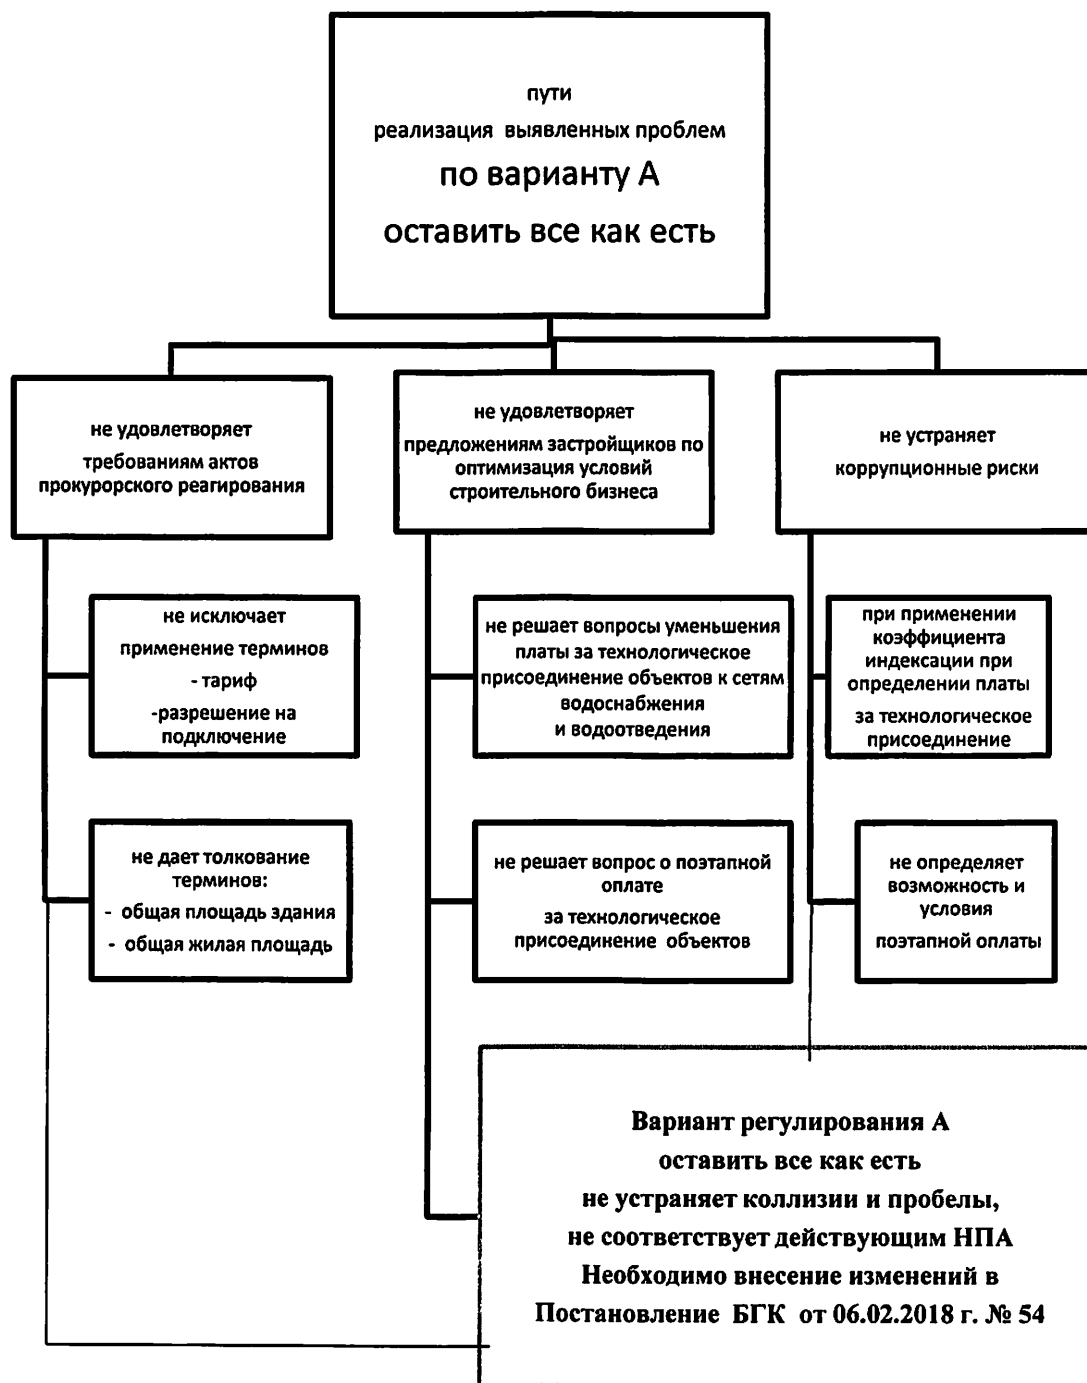 пути
реализация выявленных проблем
по варианту А
оставить все как есть
не удовлетворяет
требованиям актов
прокурорского реагирования
не удовлетворяет
предложениям застройщиков по
оптимизация условий
строительного бизнеса
не устраняет
коррупционные риски
не исключает
применение терминов
- тариф
-разрешение на
подключение
не решает вопросы уменьшения
платы за технологическое
присоединение объектов к сетям
водоснабжения
и водоотведения
при применении
коэффициента
индексации при
определении платы
за технологическое
присоединение
не дает толкование
терминов:
- общая площадь здания
- общая жилая площадь
не решает вопрос о поэтапной
оплате
за технологическое
присоединение объектов
не определяет
возможность и
условия
поэтапной оплаты
Вариант регулирования А
оставить все как есть
не устраняет коллизии и пробелы,
не соответствует действующим НПА
Необходимо внесение изменений в
Постановление БГК от 06.02.2018 г. № 54